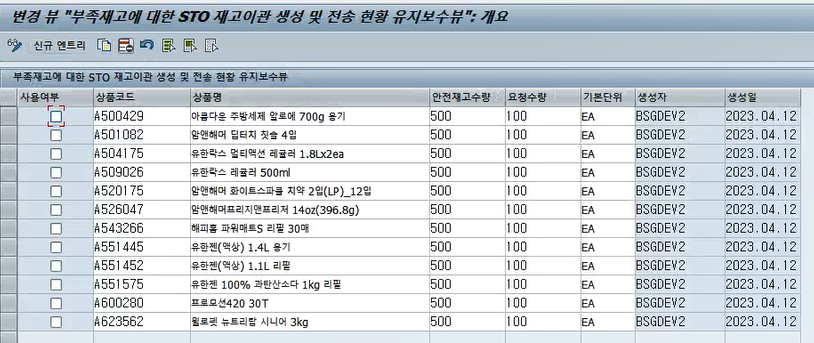 변경 뷰 "부족재고에 대한 STO 재고이관 생성 및 전송 현황 유지보수뷰": 개요
신규 엔트리
부족재고에 대한 STO 재고이관 생성 및 전송 현황 유지보수뷰
사용여부 상품코드 상품명 안전재고수량 요청수량 기본단위 생성자 생성일
A500429 아름다운 주방세제 알로에 700g 용기 500 100 EA BSGDEV2 2023.04.12
A501082 암앤해머 딥터치 칫솔 4입 500 100 EA BSGDEV2 2023.04.12
A504175 유한락스 멀티액션 레귤러 1.8Lx2ea 500 100 EA BSGDEV2 2023.04.12
A509026 유한락스 레귤러 500ml 500 100 EA BSGDEV2 2023.04.12
A520175 암앤해머 화이트스파클 치약 2입(LP)_12입 500 100 EA BSGDEV2 2023.04.12
A526047 암앤해머프리지앤프리저 14oz(396.8g) 500 100 EA BSGDEV2 2023.04.12
A543266 해피홈 파워매트S 리필 30매 500 100 EA BSGDEV2 2023.04.12
A551445 유한젠(액상) 1.4L 용기 500 100 EA BSGDEV2 2023.04.12
A551452 유한젠(액상) 1.1L 리필 500 100 EA BSGDEV2 2023.04.12
A551575 유한젠 100% 과탄산소다 1kg 리필 500 100 EA BSGDEV2 2023.04.12
A600280 프로모션420 30T 500 100 EA BSGDEV2 2023.04.12
A623562 웰로펫 뉴트리랍 시니어 3kg 500 100 EA BSGDEV2 2023.04.12